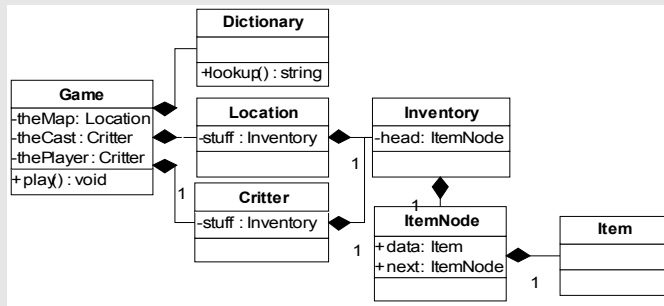 Dictionary
+lookup() : string
Game
-theMap: Location
-theCast: Critter
-thePlayer: Critter
+play() : void
1
Location
-stuff : Inventory
1
Critter
-stuff : Inventory
1
Inventory
-head: ItemNode
1
ItemNode
+data: Item
+next: ItemNode
1
Item